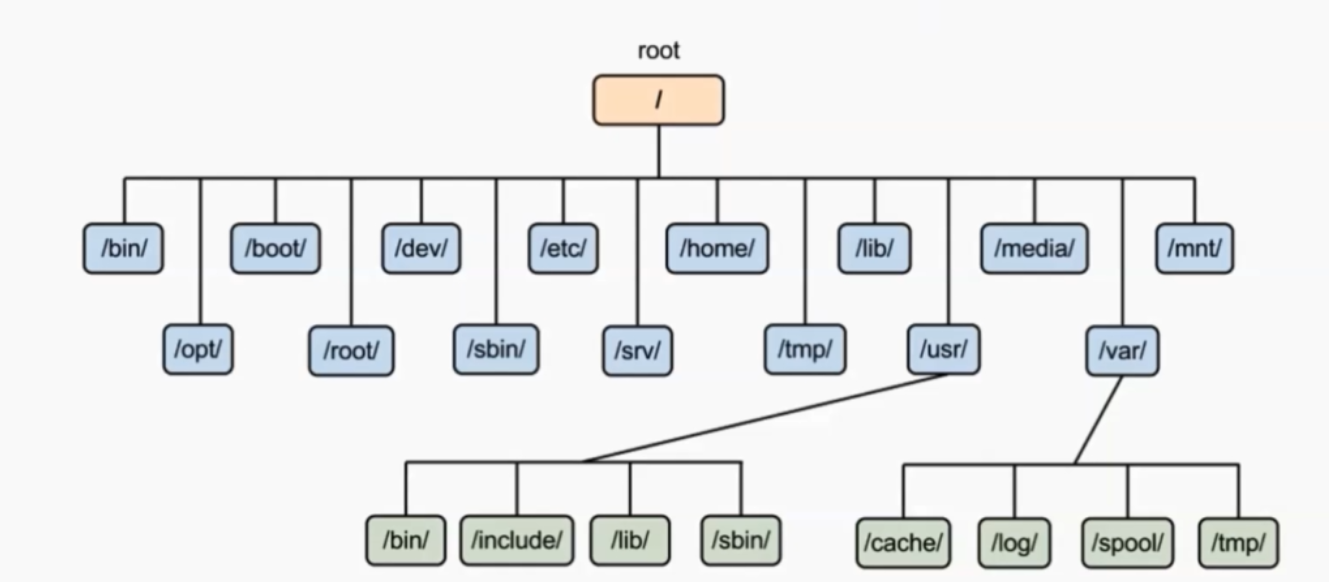 root
/
/bin/ /boot/ /dev/ /etc/ /home/ /lib/ /media/ /mnt/
/opt/ /root/ /sbin/ /srv/ /tmp/ /usr/ /var/
/bin/ /include/ /lib/ /sbin/ /cache/ /log/ /spool/ /tmp/